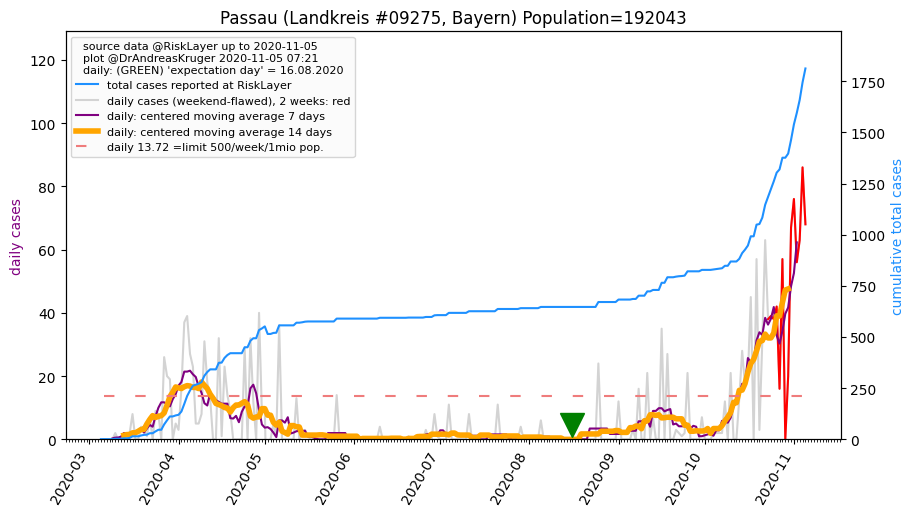 Passau (Landkreis #09275, Bayern) Population=192043
source data @RiskLayer up to 2020-11-05
plot @DrAndreasKruger 2020-11-05 07:21
daily: (GREEN) 'expectation day' = 16.08.2020
total cases reported at RiskLayer
daily cases (weekend-flawed), 2 weeks: red
daily: centered moving average 7 days
daily: centered moving average 14 days
daily 13.72 =limit 500/week/1mio pop.
daily cases
120
100
80
60
40
20
0
cumulative total cases
1750
1500
1250
1000
750
500
250
0
2020-03
2020-04
2020-05
2020-06
2020-07
2020-08
2020-09
2020-10
2020-11